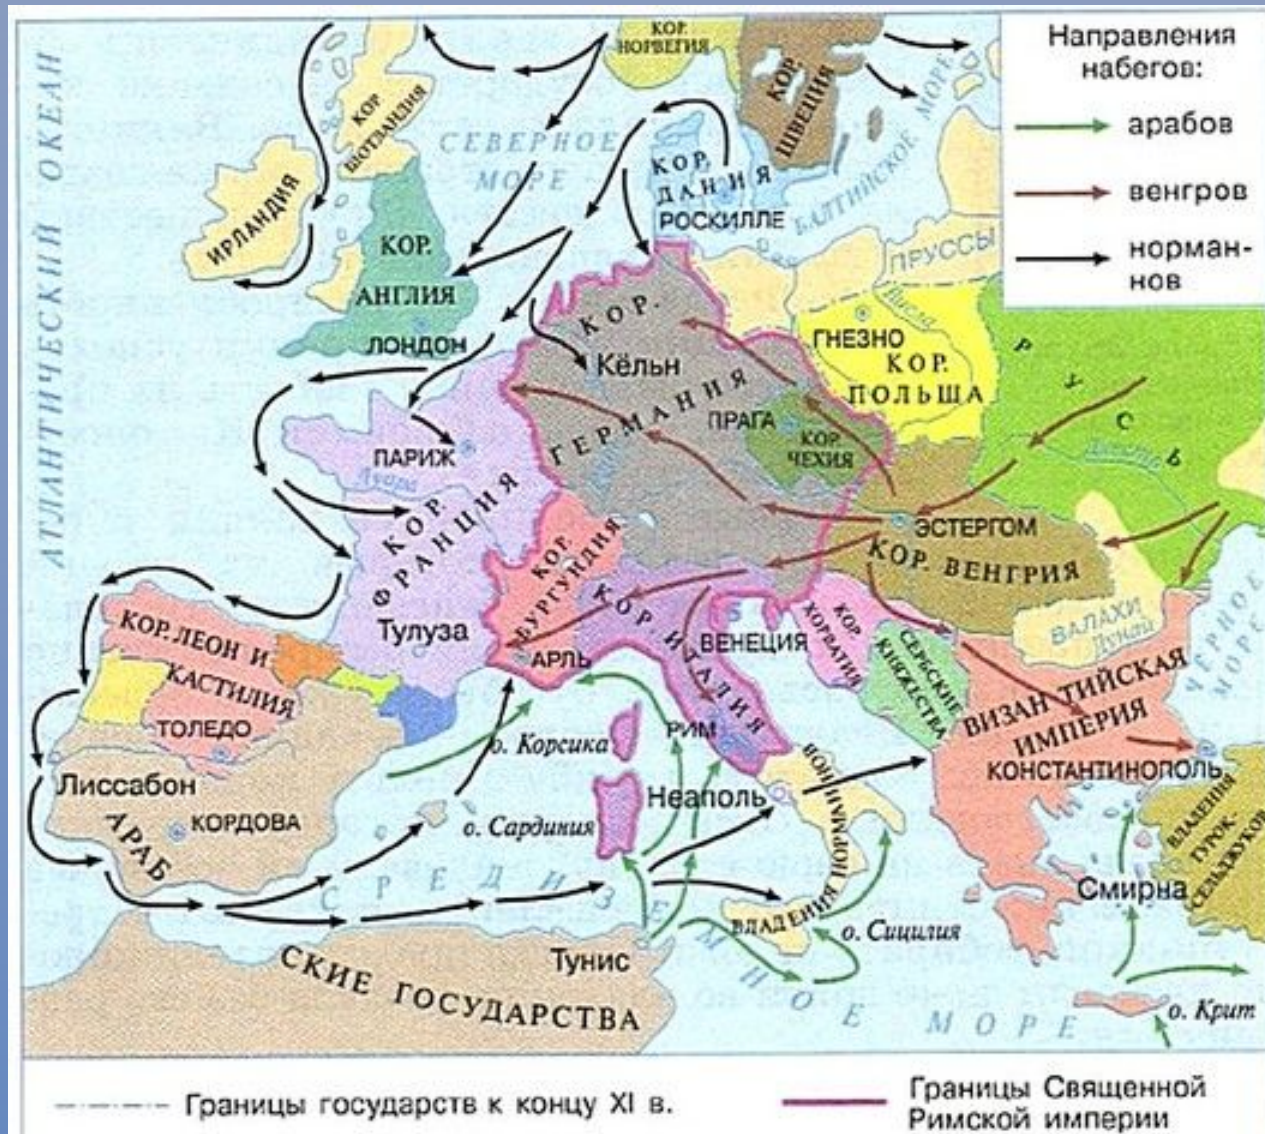 Направления
набегов:
арабов
венгров
норман-
нов
АТЛАНТИЧЕСКИЙ ОКЕАН
КОР.
НОРВЕГИЯ
КОР.
ШВЕЦИЯ
КОР.
ШОТЛАНДИЯ
СЕВЕРНОЕ
МОРЕ
КОР.
ДАНИЯ
РОСКИЛЛЕ
БАЛТИЙСКОЕ МОРЕ
ИРЛАНДИЯ
КОР.
АНГЛИЯ
ЛОНДОН
ПРУССЫ
Висла
ГНЕЗНО
КОР.
ПОЛЬША
РУСЬ
КОР.
ГЕРМАНИЯ
Кёльн
ПРАГА
КОР.
ЧЕХИЯ
ПАРИЖ
Луара
КОР.
ФРАНЦИЯ
Тулуза
КОР.
БУРГУНДИЯ
АРЛЬ
КОР. ИТАЛИЯ
ВЕНЕЦИЯ
ЭСТЕРГОМ
КОР. ВЕНГРИЯ
КОР.
ХОРВАТИЯ
СЕРБСКИЕ
КНЯЖЕСТВА
ВАЛАХИ
Дунай
ЧЕРНОЕ
МОРЕ
КОР. ЛЕОН И
КАСТИЛИЯ
ТОЛЕДО
Лиссабон
КОРДОВА
о. Корсика
РИМ
о. Сардиния
Неаполь
ВИЗАНТИЙСКАЯ
ИМПЕРИЯ
КОНСТАНТИНОПОЛЬ
ВЛАДЕНИЯ
ТУРОК-
СЕЛЬДЖУКОВ
Смирна
ВЛАДЕНИЯ НОРМАННОВ
о. Сицилия
СРЕДИЗЕМНОЕ МОРЕ
Тунис
АРАБ
СКИЕ ГОСУДАРСТВА
о. Крит
Границы государств к концу XI в.
Границы Священной
Римской империи